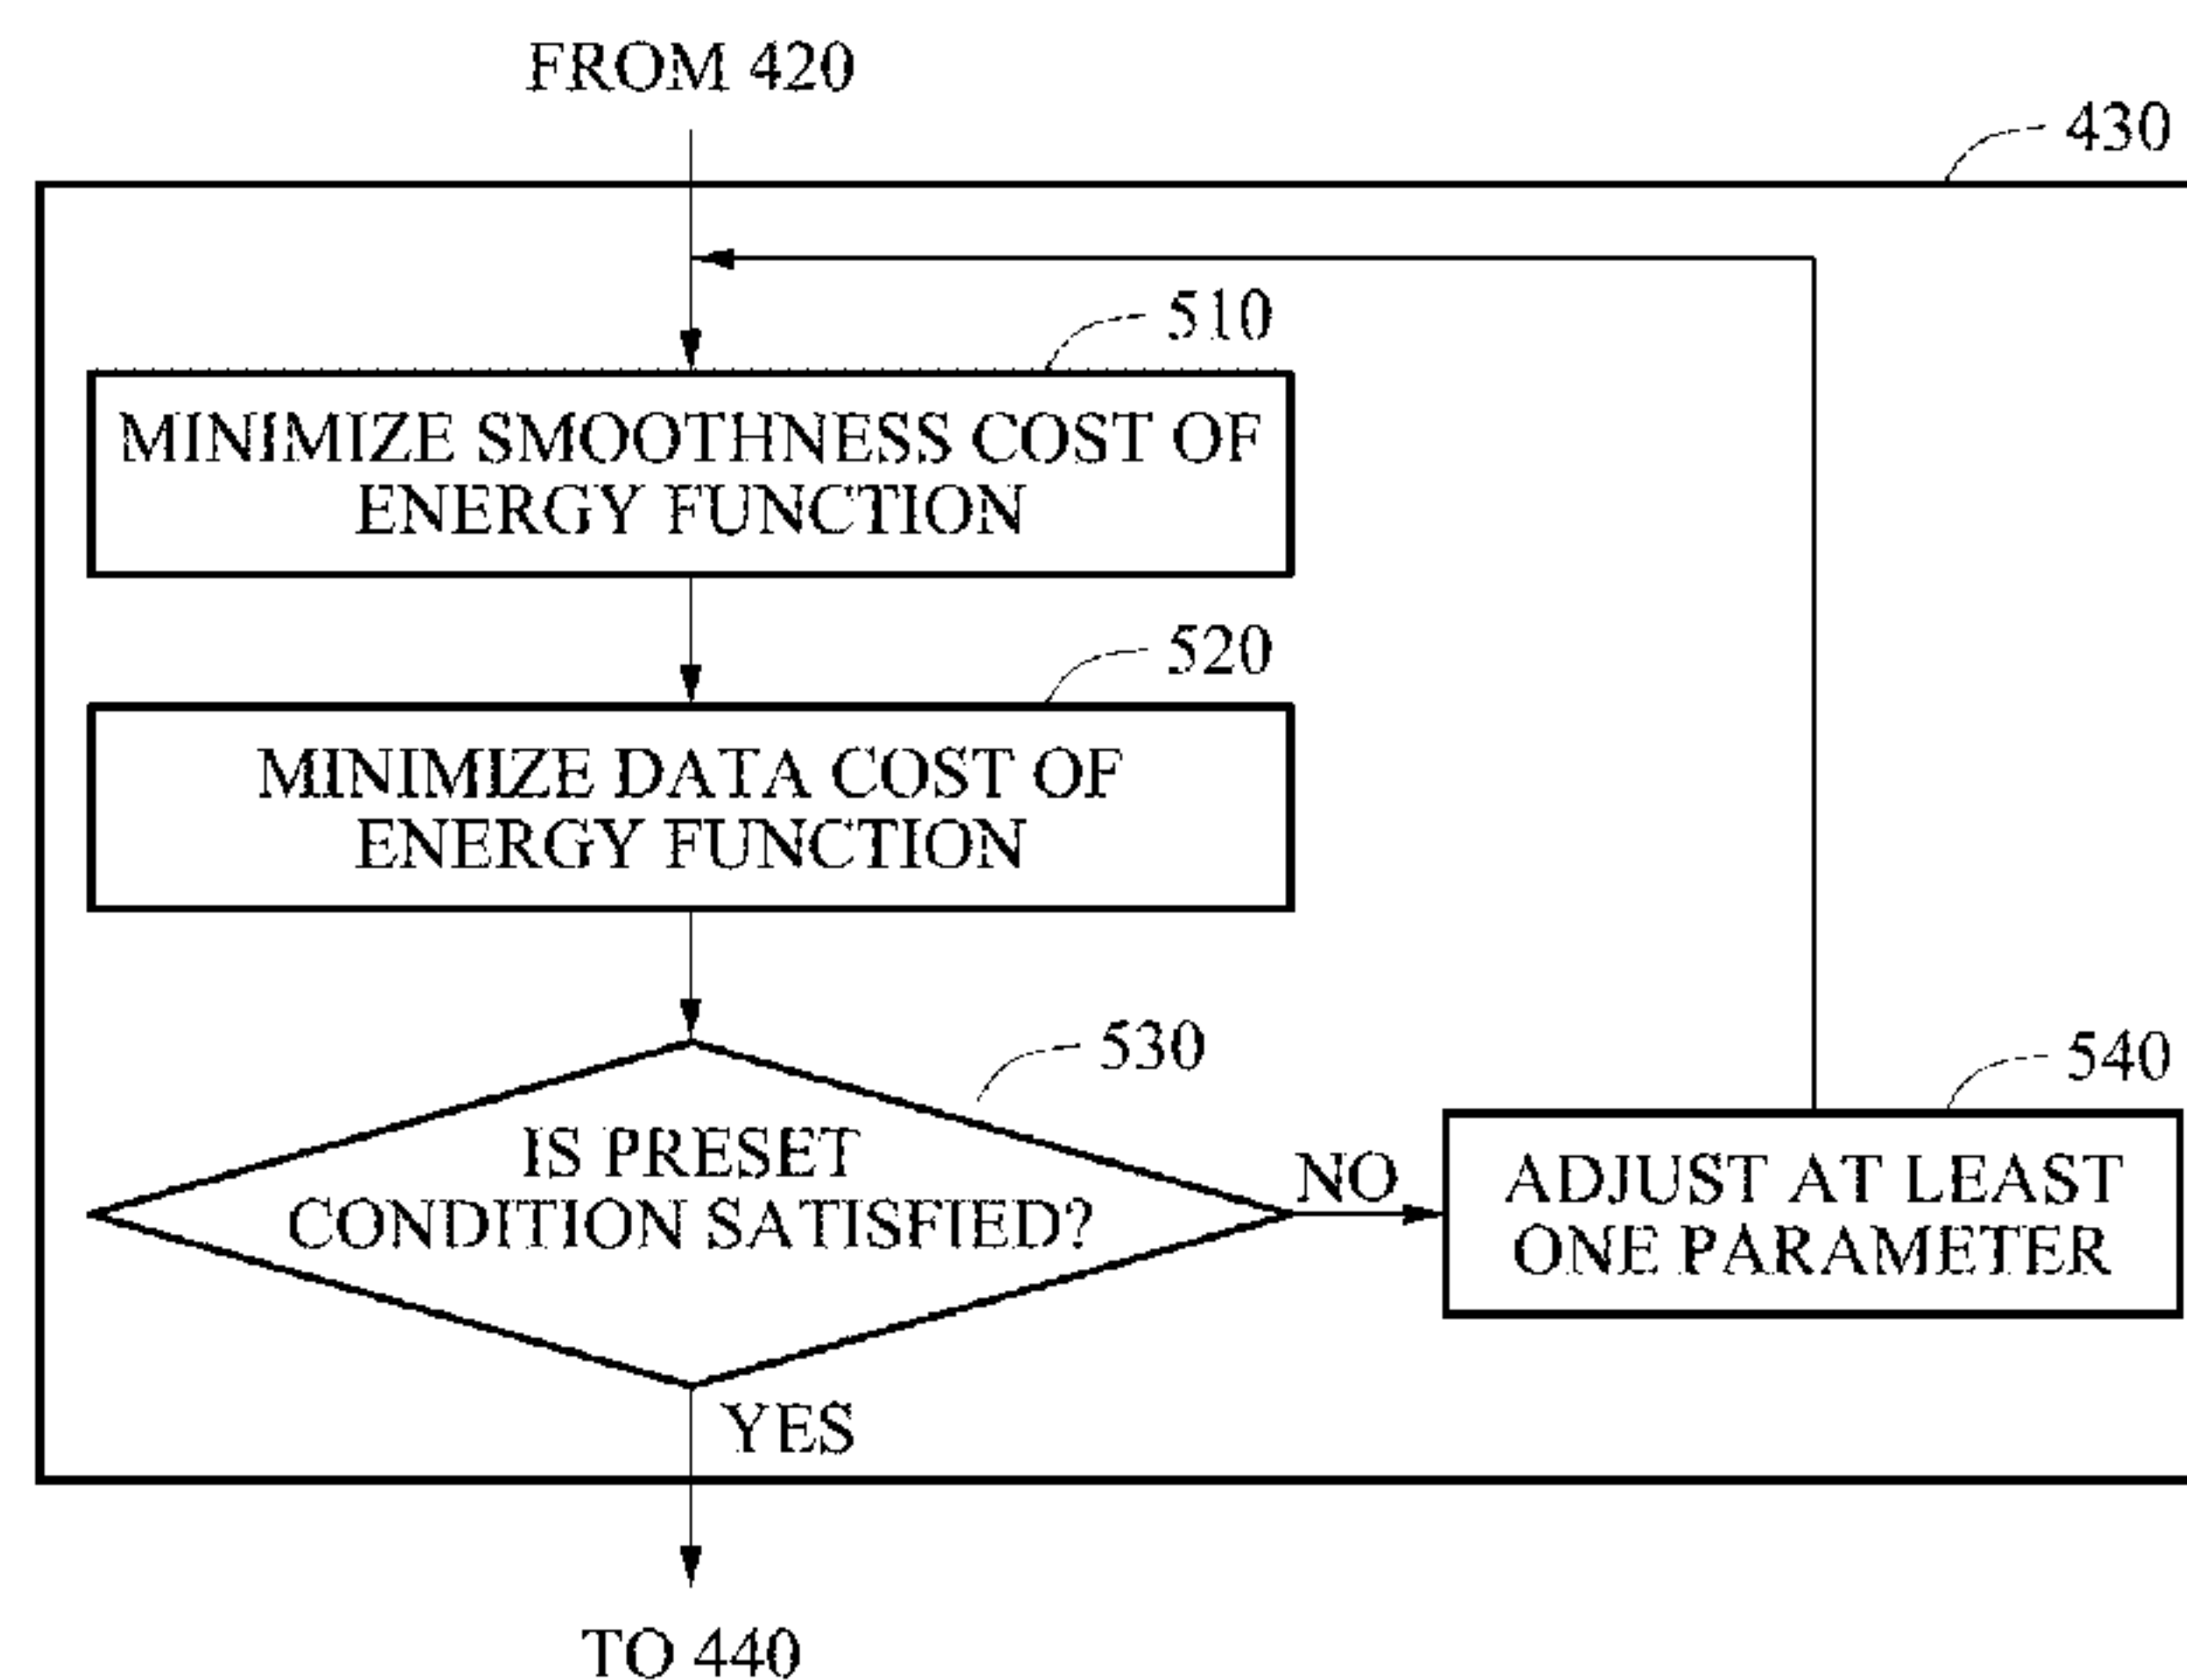 FROM 420
430
510
MINIMIZE SMOOTHNESS COST OF
ENERGY FUNCTION
520
MINIMIZE DATA COST OF
ENERGY FUNCTION
530
IS PRESET
CONDITION SATISFIED?
NO
540
ADJUST AT LEAST
ONE PARAMETER
YES
TO 440